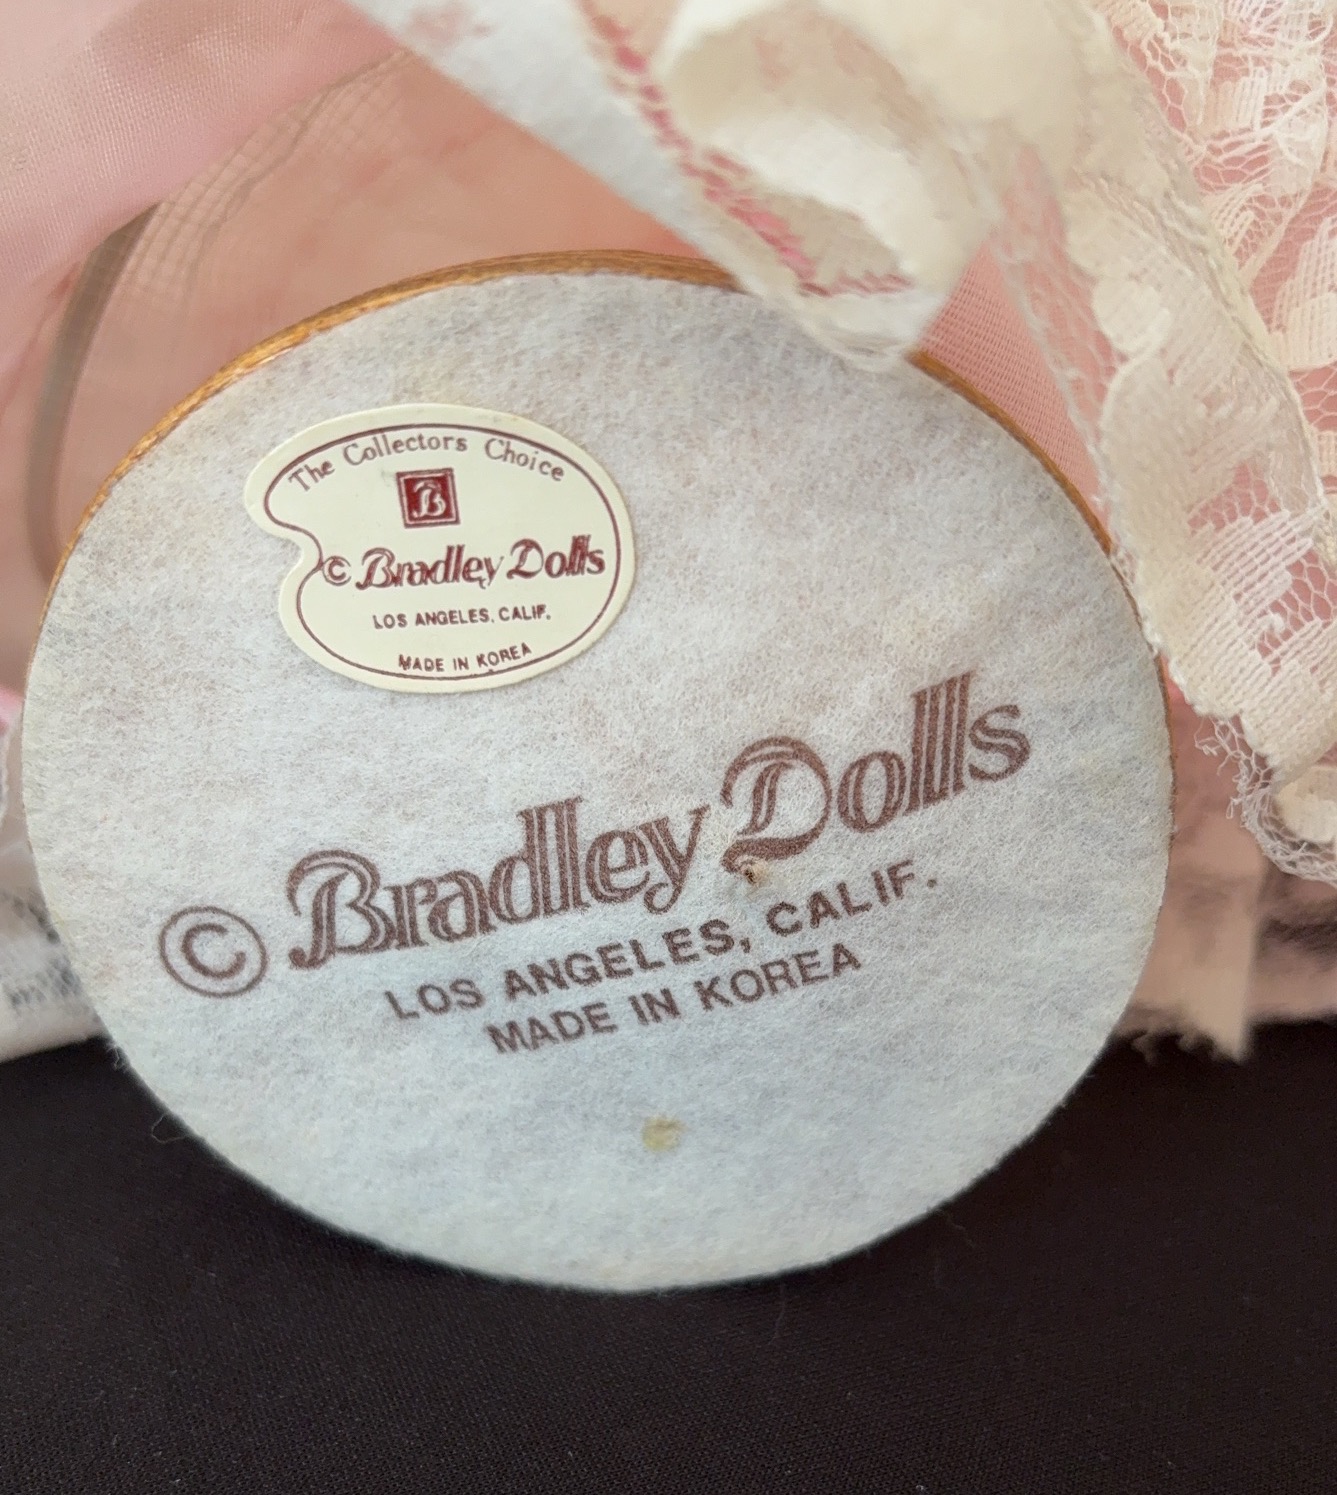 The Collectors Choice
B
© Bradley Dolls
LOS ANGELES, CALIF.
MADE IN KOREA
© Bradley Dolls
LOS ANGELES, CALIF.
MADE IN KOREA